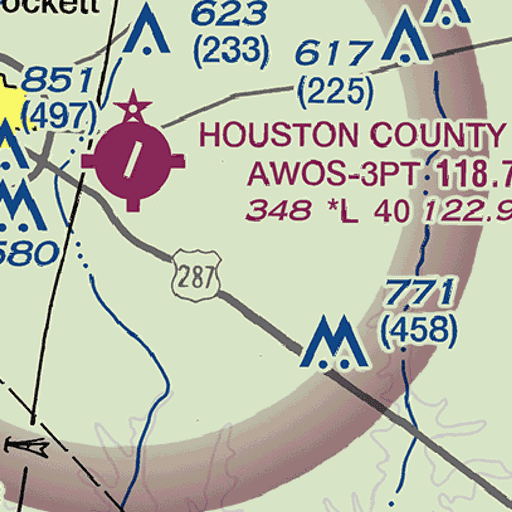 ockett
623
(233)
617
(225)
851
(497)
HOUSTON COUNTY
AWOS-3PT 118.7
348 *L 40 122.9
580
287
771
(458)